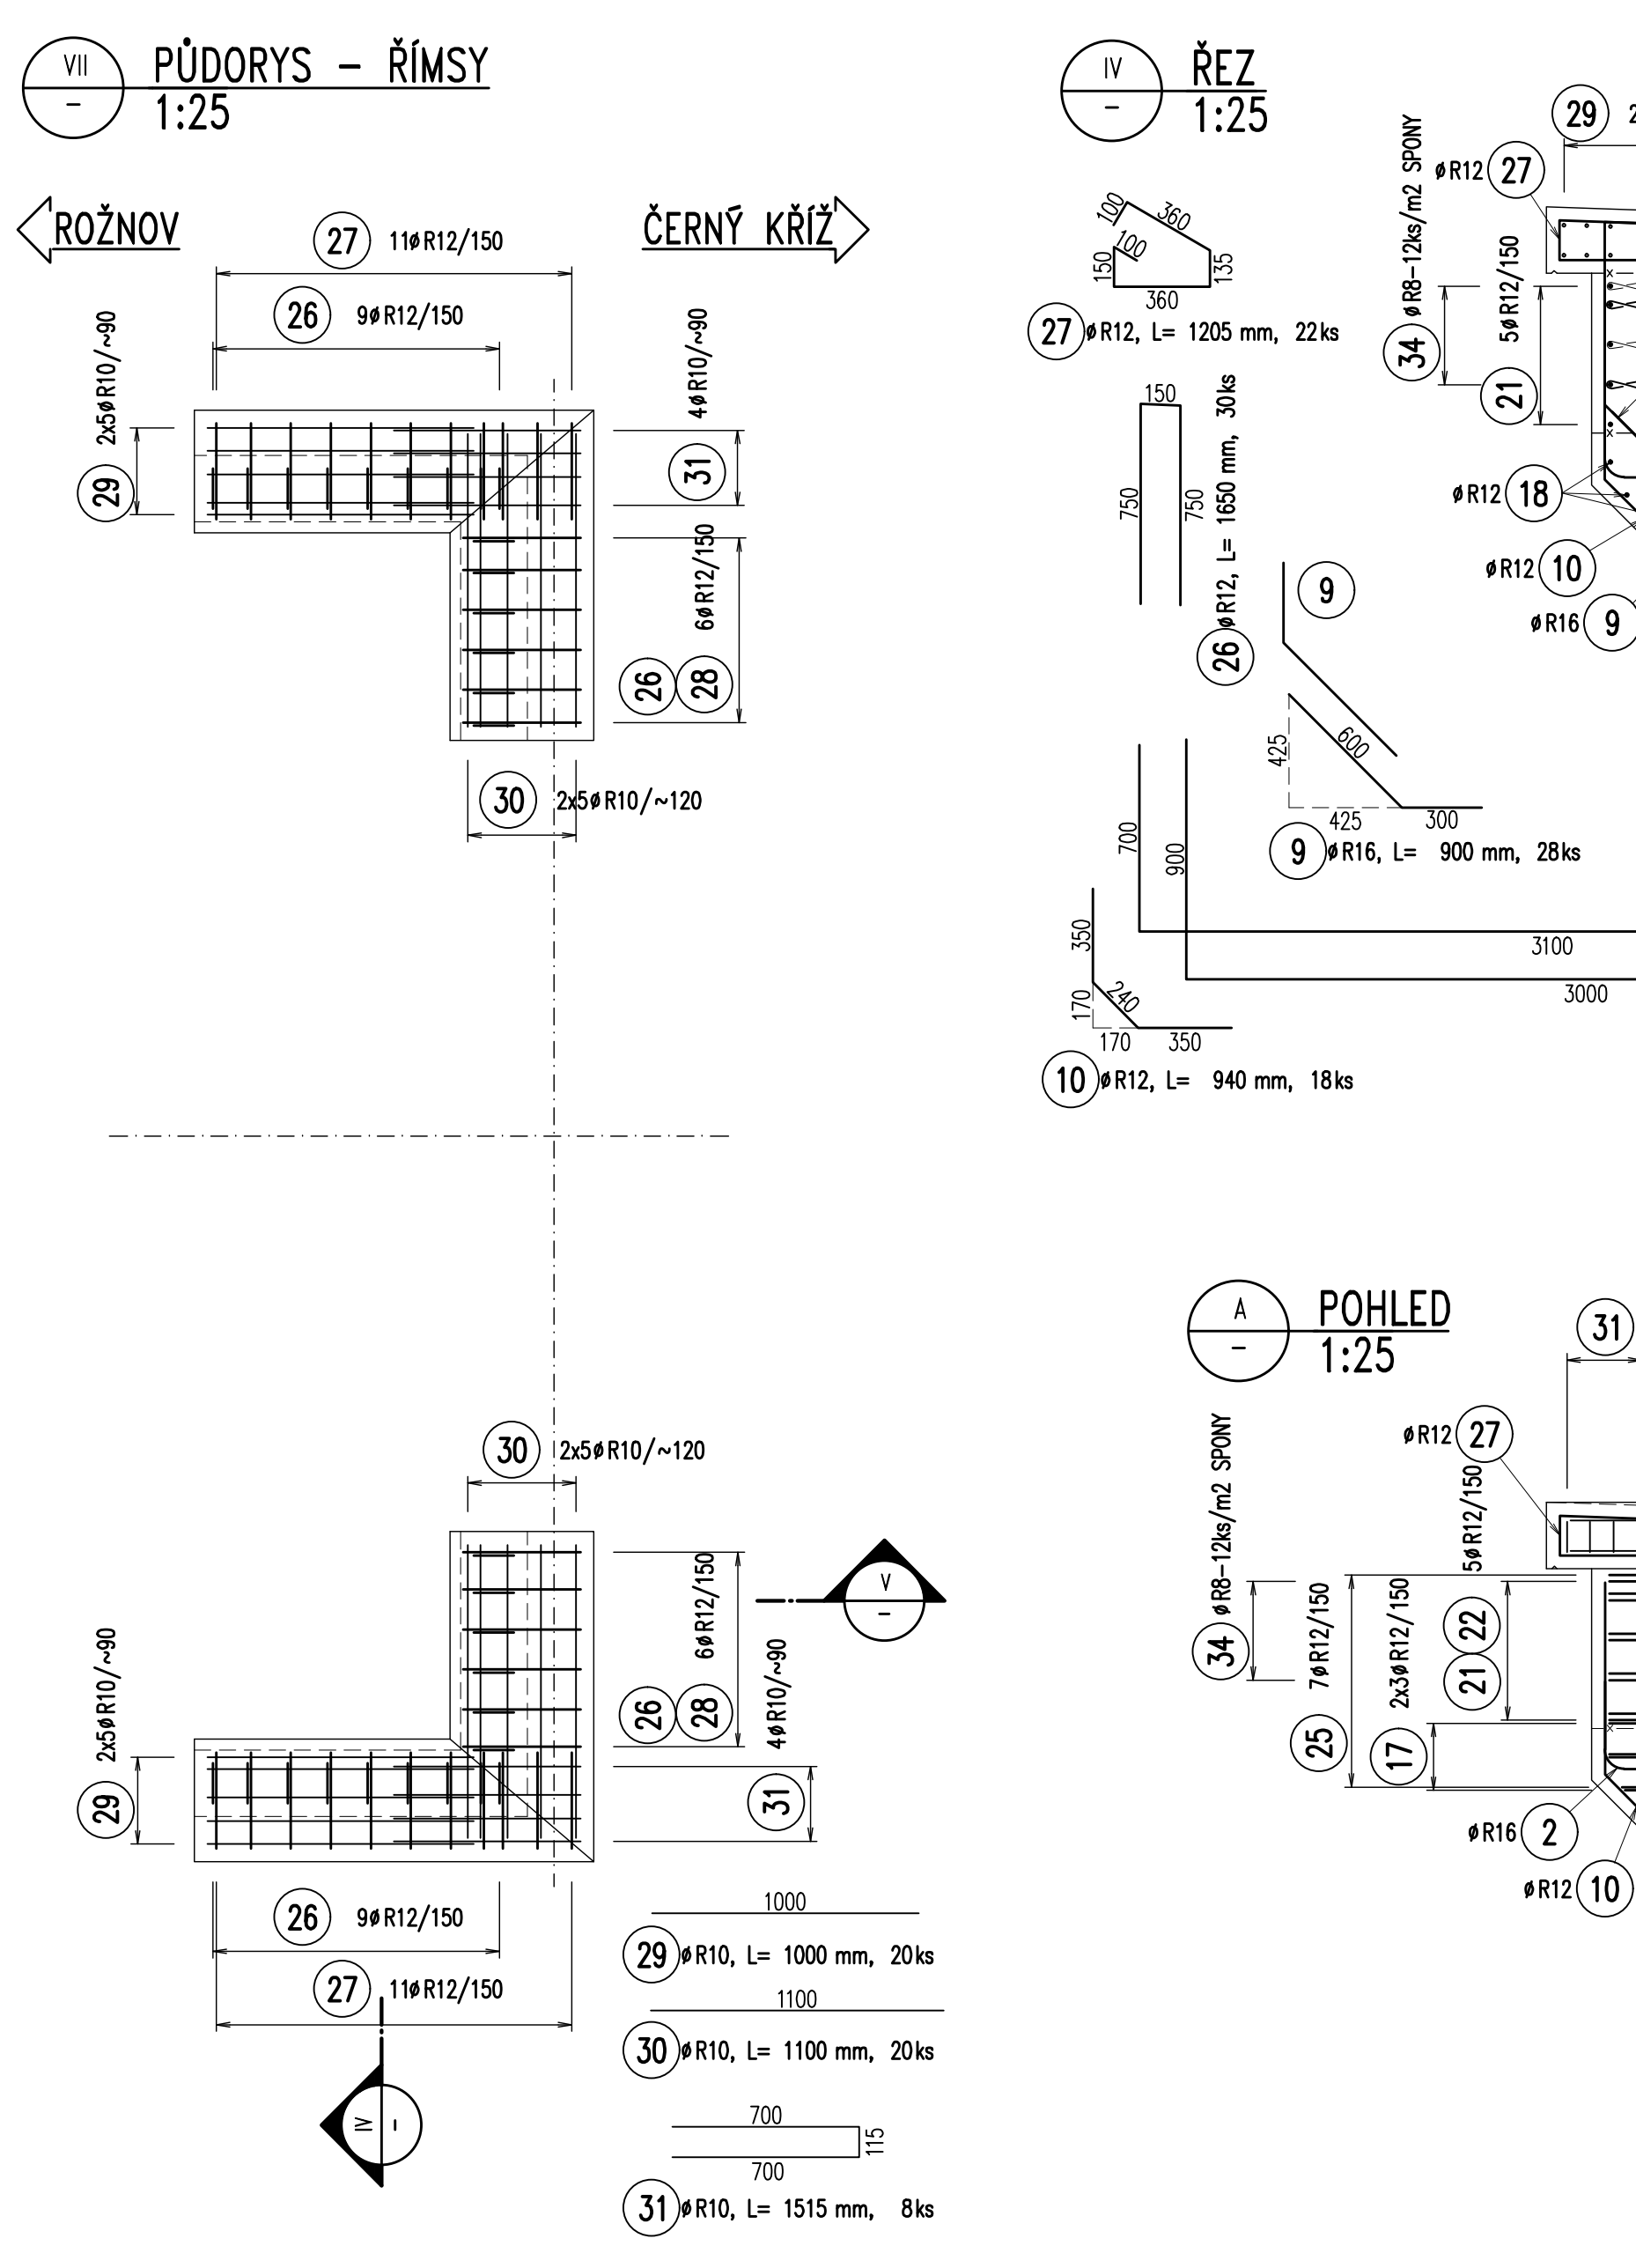 VII
–
PŮDORYS – ŘÍMSY
1:25
ROŽNOV
ČERNÝ KŘÍŽ
27 11øR12/150
26 9øR12/150
29 2x5øR10/~90
31 4øR10/~90
26 28 6øR12/150
30 2x5øR10/~120
30 2x5øR10/~120
26 28 6øR12/150
31 4øR10/~90
29 2x5øR10/~90
V
–
26 9øR12/150
27 11øR12/150
IV
–
1000
29 øR10, L= 1000 mm, 20ks
1100
30 øR10, L= 1100 mm, 20ks
700
115
700
31 øR10, L= 1515 mm, 8ks
IV
–
ŘEZ
1:25
100
360
100
150
135
360
27 øR12, L= 1205 mm, 22ks
150
750
750
26 øR12, L= 1650 mm, 30ks
9
425
600
425
300
9 øR16, L= 900 mm, 28ks
700
900
3100
3000
350
170
240
170
350
10 øR12, L= 940 mm, 18ks
29
øR12 27
34 øR8-12ks/m2 SPONY
21 5øR12/150
øR12 18
øR12 10
øR16 9
A
–
POHLED
1:25
31
øR12 27
34 øR8-12ks/m2 SPONY
25 7øR12/150
17 2x3øR12/150
21 22 5øR12/150
øR16 2
øR12 10